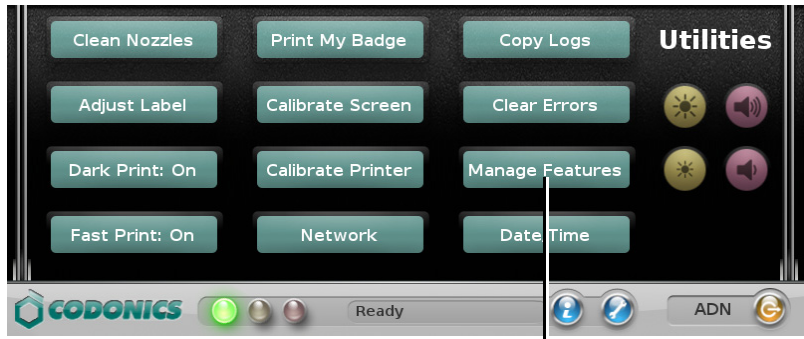 Clean Nozzles Print My Badge Copy Logs Utilities
Adjust Label Calibrate Screen Clear Errors
Dark Print: On Calibrate Printer Manage Features
Fast Print: On Network Date/Time
CODONICS Ready i ADN